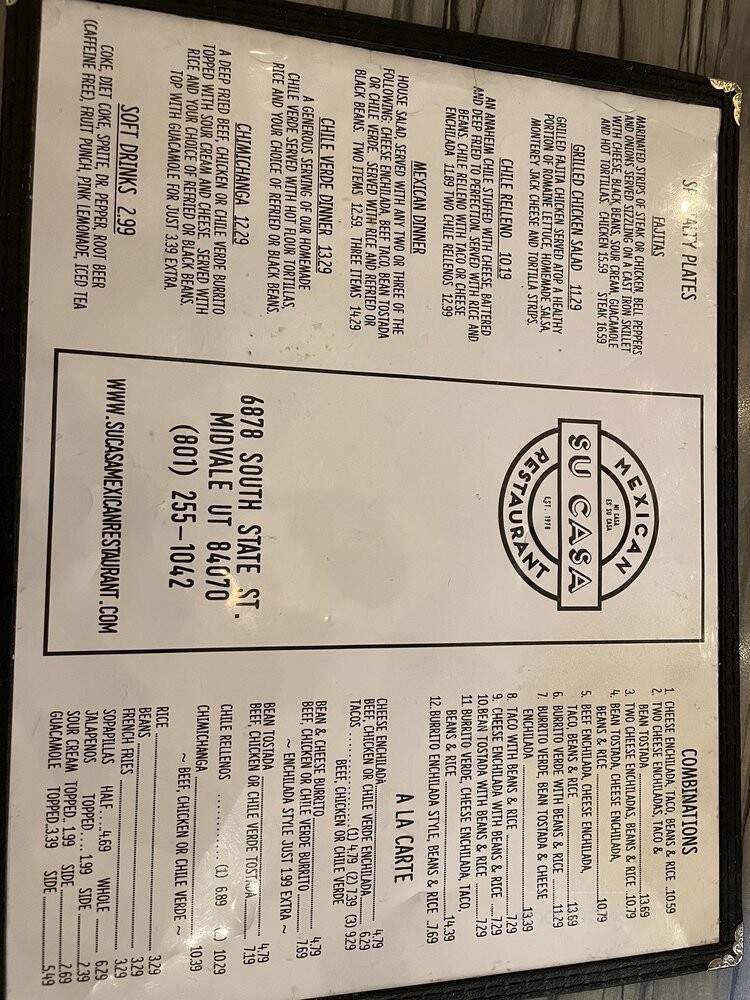 SPECIALTY PLATES
FAJITAS
MARINATED STRIPS OF STEAK OR CHICKEN, BELL PEPPERS
AND ONIONS SERVED SIZZLING ON A CAST IRON SKILLET
WITH CHEESE, BLACK BEANS, SOUR CREAM, GUACAMOLE
AND HOT TORTILLAS. CHICKEN 15.59 STEAK 16.59
GRILLED CHICKEN SALAD 11.29
GRILLED FAJITA CHICKEN SERVED ATOP A HEALTHY
PORTION OF ROMAINE LETTUCE, HOMEMADE SALSA,
MONTEREY JACK CHEESE AND TORTILLA STRIPS.
CHILE RELLENO 10.19
AN ANAHEIM CHILE STUFFED WITH CHEESE, BATTERED
AND DEEP FRIED TO PERFECTION. SERVED WITH RICE AND
BEANS. CHILE RELLENO WITH TACO OR CHEESE
ENCHILADA 11.89 TWO CHILE RELLENOS 12.99
MEXICAN DINNER
HOUSE SALAD, SERVED WITH ANY TWO OR THREE OF THE
FOLLOWING: CHEESE ENCHILADA, BEEF TACO, BEAN TOSTADA
OR CHILE VERDE. SERVED WITH RICE AND REFRIED OR
BLACK BEANS. TWO ITEMS 12.59 THREE ITEMS 14.29
CHILE VERDE DINNER 13.29
A GENEROUS SERVING OF OUR HOMEMADE
CHILE VERDE SERVED WITH HOT FLOUR TORTILLAS,
RICE AND YOUR CHOICE OF REFRIED OR BLACK BEANS.
CHIMICHANGA 12.29
A DEEP FRIED BEEF, CHICKEN OR CHILE VERDE BURRITO
TOPPED WITH SOUR CREAM AND CHEESE. SERVED WITH
RICE AND YOUR CHOICE OF REFRIED OR BLACK BEANS.
TOP WITH GUACAMOLE FOR JUST 3.39 EXTRA.
SOFT DRINKS 2.99
COKE, DIET COKE, SPRITE, DR. PEPPER, ROOT BEER
(CAFFEINE FREE), FRUIT PUNCH, PINK LEMONADE, ICED TEA
MEXICAN
MI CASA
ES SU CASA
SU CASA
EST. 1978
RESTAURANT
6878 SOUTH STATE ST.
MIDVALE UT 84070
(801) 255-1042
WWW.SUCASAMEXICANRESTAURANT.COM
COMBINATIONS
1. CHEESE ENCHILADA, TACO, BEANS & RICE .10.59
2. TWO CHEESE ENCHILADAS, TACO &
BEAN TOSTADA ..... 13.69
3. TWO CHEESE ENCHILADAS, BEANS & RICE ..10.79
4. BEAN TOSTADA, CHEESE ENCHILADA,
BEANS & RICE ..... 10.79
5. BEEF ENCHILADA, CHEESE ENCHILADA,
TACO, BEANS & RICE ..... 13.69
6. BURRITO VERDE WITH BEANS & RICE ..... 11.29
7. BURRITO VERDE, BEAN TOSTADA & CHEESE
ENCHILADA ..... 13.39
8. TACO WITH BEANS & RICE ..... 7.29
9. CHEESE ENCHILADA WITH BEANS & RICE .... 7.29
10. BEAN TOSTADA WITH BEANS & RICE ..... 7.29
11. BURRITO VERDE, CHEESE ENCHILADA, TACO,
BEANS & RICE ..... 14.39
12. BURRITO ENCHILADA STYLE, BEANS & RICE ..7.69
A LA CARTE
CHEESE ENCHILADA ..... 4.79
BEEF, CHICKEN OR CHILE VERDE ENCHILADA ..... 6.29
TACOS ..... (1) 4.79 (2) 7.39 (3) 9.29
BEEF, CHICKEN OR CHILE VERDE
BEAN & CHEESE BURRITO ..... 4.79
BEEF, CHICKEN OR CHILE VERDE BURRITO ..... 7.69
~ ENCHILADA STYLE JUST 1.99 EXTRA ~
BEAN TOSTADA ..... 4.79
BEEF, CHICKEN OR CHILE VERDE TOSTADA ..... 7.19
CHILE RELLENOS ..... (1) 6.89 10.29
CHIMICHANGA ..... 10.39
~ BEEF, CHICKEN OR CHILE VERDE ~
RICE ..... 3.29
BEANS ..... 3.29
FRENCH FRIES ..... 3.29
SOPAPILLAS HALF .... 4.69 WHOLE ..... 6.29
JALAPENOS TOPPED .... 1.99 SIDE ..... 2.39
SOUR CREAM TOPPED. 1.99 SIDE ..... 2.69
GUACAMOLE TOPPED. 3.39 SIDE ..... 5.49